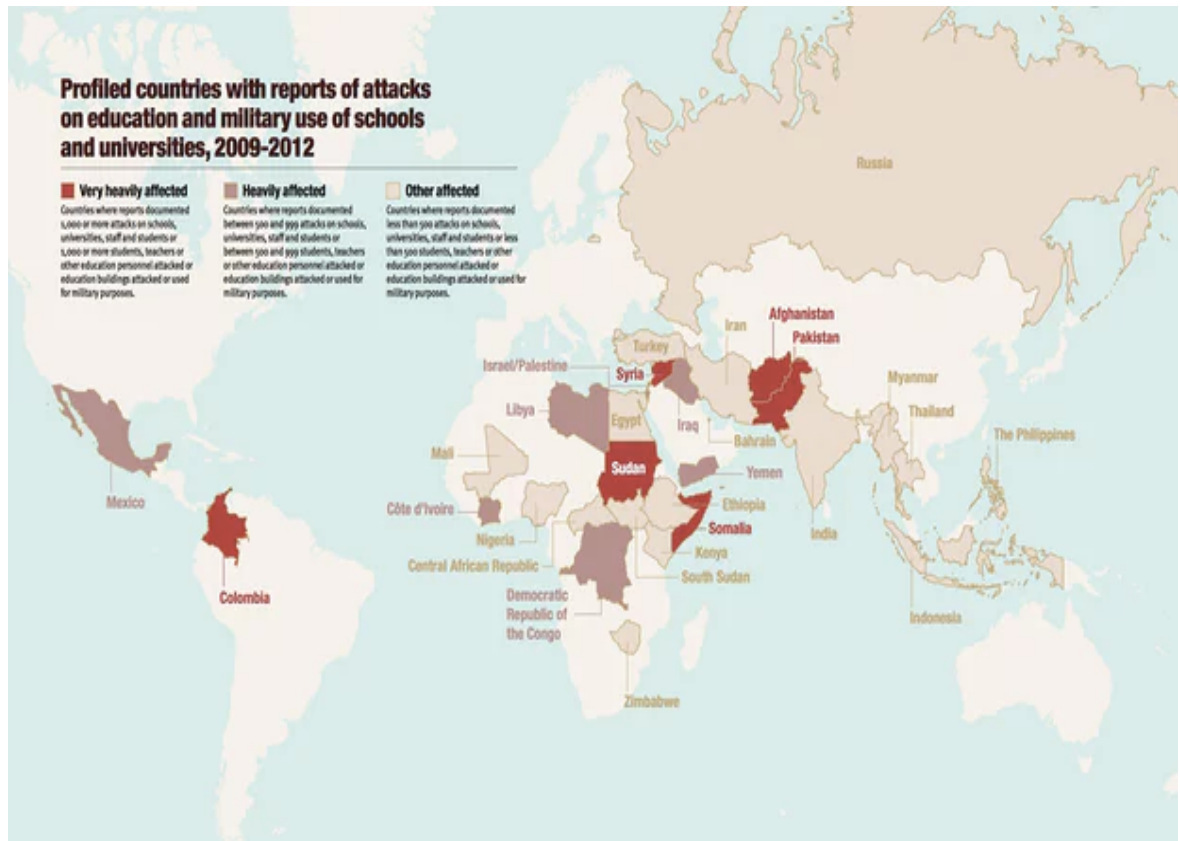 Profiled countries with reports of attacks
on education and military use of schools
and universities, 2009-2012
Very heavily affected
Countries where reports documented
1,000 or more attacks on schools,
universities, staff and students or
1,000 or more students, teachers or
other education personnel attacked or
education buildings attacked or used
for military purposes.
Heavily affected
Countries where reports documented
between 500 and 999 attacks on schools,
universities, staff and students or
between 500 and 999 students, teachers
or other education personnel attacked or
education buildings attacked or used for
military purposes.
Other affected
Countries where reports documented
less than 500 attacks on schools,
universities, staff and students or less
than 500 students, teachers or other
education personnel attacked or
education buildings attacked or used for
military purposes.
Russia
Afghanistan
Iran
Pakistan
Turkey
Israel/Palestine
Syria
Myanmar
Libya
Thailand
Egypt
Iraq
Bahrain
The Philippines
Mali
Sudan
Yemen
Mexico
Côte d'Ivoire
Ethiopia
Somalia
Nigeria
India
Kenya
Central African Republic
South Sudan
Colombia
Democratic
Republic of
the Congo
Indonesia
Zimbabwe